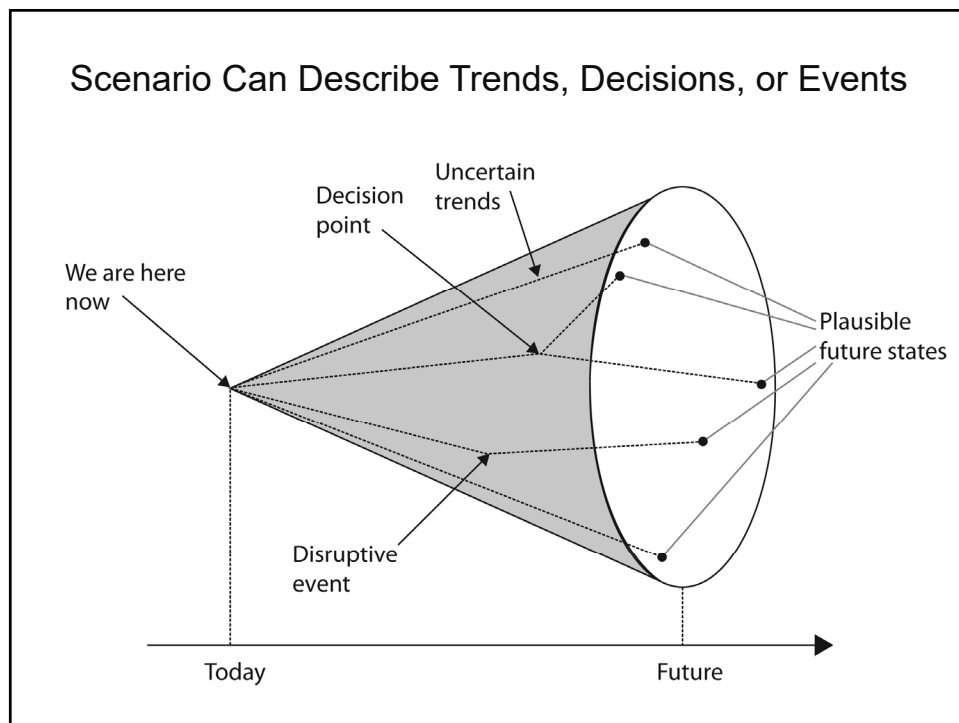 Scenario Can Describe Trends, Decisions, or Events
Uncertain
trends
Decision
point
We are here
now
Plausible
future states
Disruptive
event
Today
Future